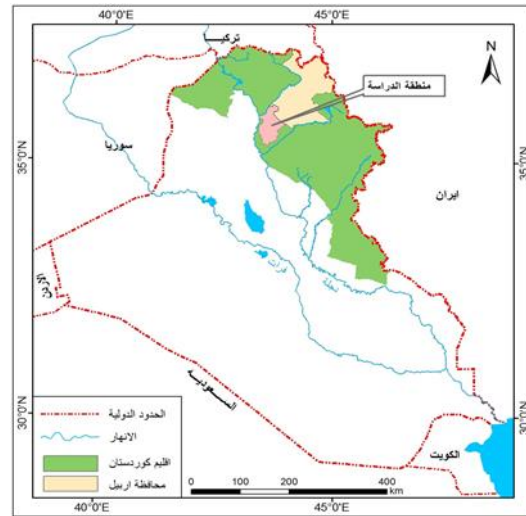 40°0'E
45°0'E
تركيا
N
منطقة الدراسة
35°0'N
35°0'N
سوريا
ايران
الاردن
السعودية
30°0'N
30°0'N
الكويت
الحدود الدولية
الانهار
اقليم كوردستان
محافظة اربيل
0 100 200 400
km
40°0'E
45°0'E